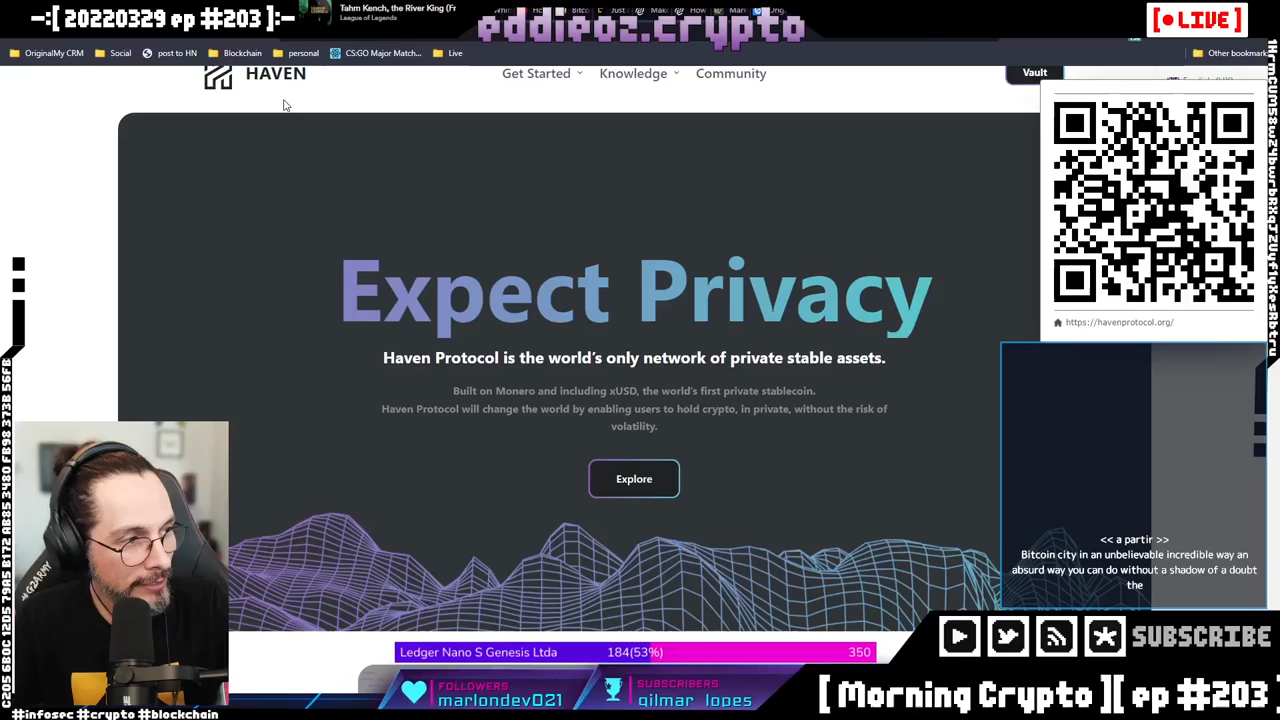 -:[ 20220329 ep #203 ]:-
Tahm Kench, the River King (Fr
League of Legends
eddieoz.crypto
[•LIVE]
OriginalMy CRM
Social
post to HN
Blockchain
personal
CS:GO Major Match...
Live
Other bookmark
HAVEN
Get Started
Knowledge
Community
Vault
Expect Privacy
Haven Protocol is the world's only network of private stable assets.
Built on Monero and including xUSD, the world's first private stablecoin.
Haven Protocol will change the world by enabling users to hold crypto, in private, without the risk of
volatility.
Explore
https://havenprotocol.org/
<< a partir >>
Bitcoin city in an unbelievable incredible way an
absurd way you can do without a shadow of a doubt
the
#G2ARMY
Ledger Nano S Genesis Ltda
184(53%)
350
FOLLOWERS
marlondev021
SUBSCRIBERS
gilmar_lopes
SUBSCRIBE
[ Morning Crypto ][ ep #203 ]
#infosec #crypto #blockchain